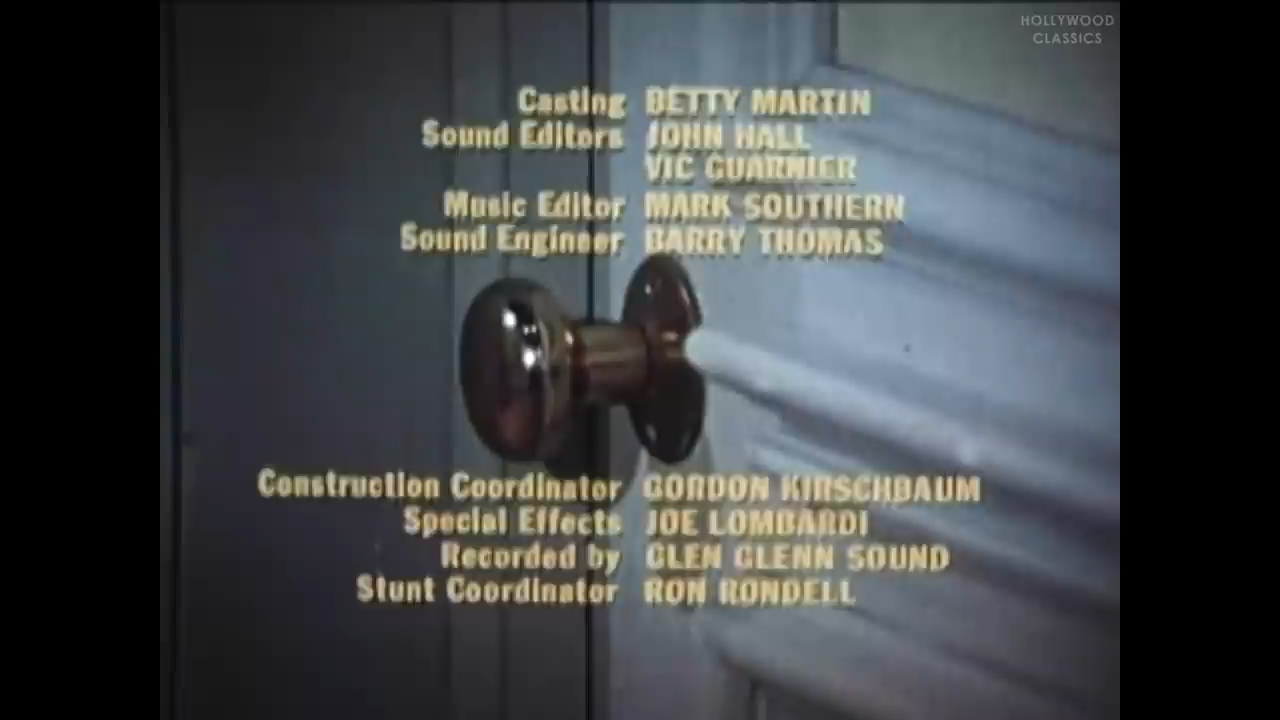 HOLLYWOOD
CLASSICS
Casting BETTY MARTIN
Sound Editors JOHN HALL
VIC GUARNIER
Music Editor MARK SOUTHERN
Sound Engineer BARRY THOMAS
Construction Coordinator GORDON KIRSCHBAUM
Special Effects JOE LOMBARDI
Recorded by GLEN GLENN SOUND
Stunt Coordinator RON RONDELL